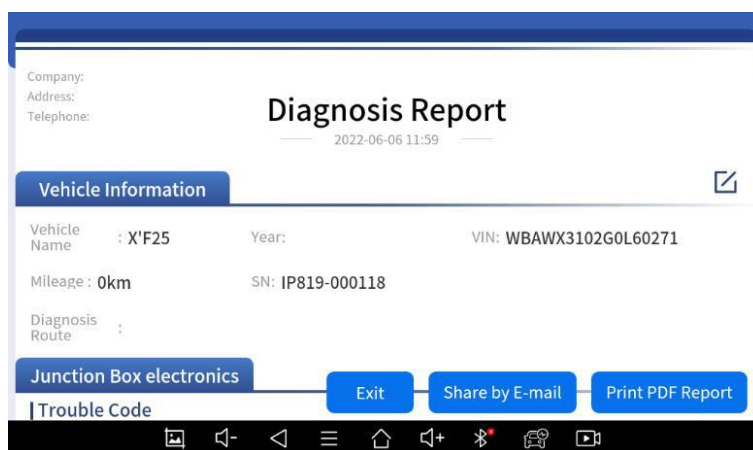 Company:
Address:
Telephone:
Diagnosis Report
2022-06-06 11:59
Vehicle Information
Vehicle Name : X'F25 Year: VIN: WBAWX3102G0L60271
Mileage : 0km SN: IP819-000118
Diagnosis Route :
Junction Box electronics
Exit Share by E-mail Print PDF Report
Trouble Code